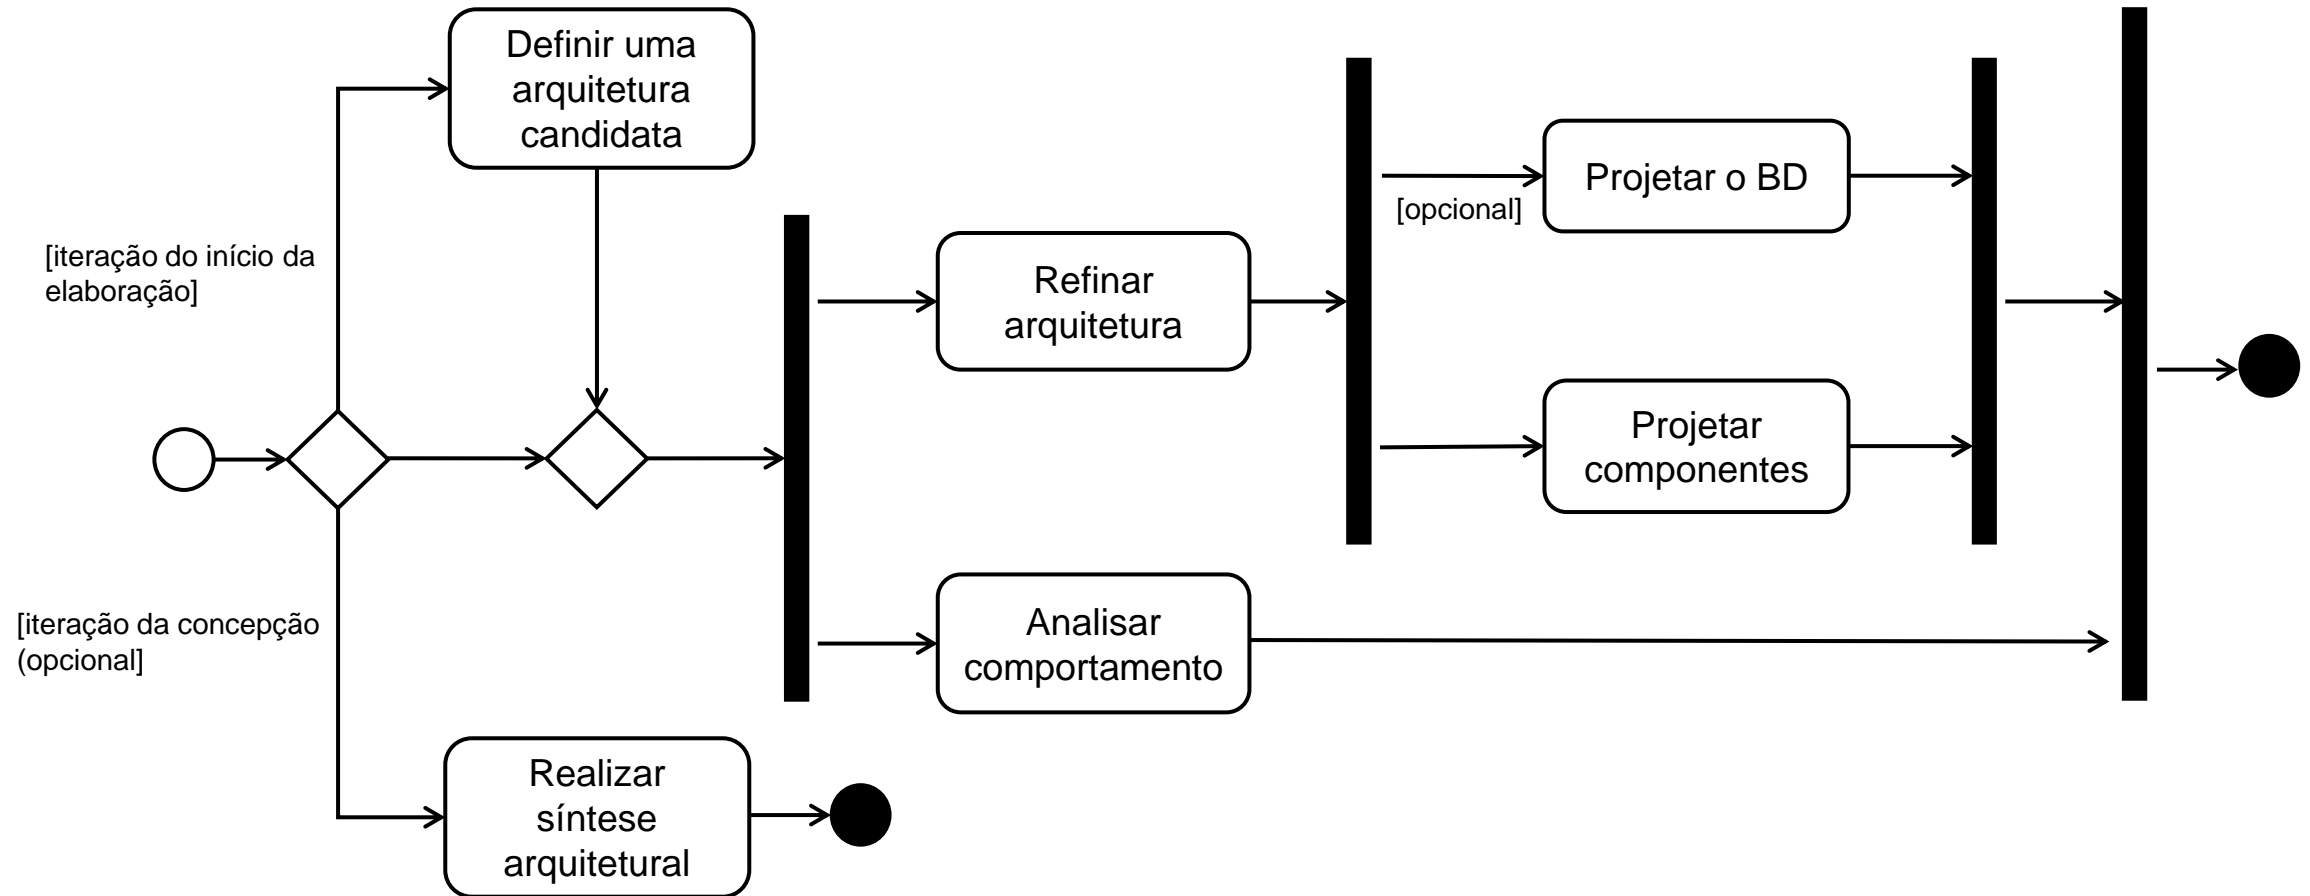 Definir uma
arquitetura
candidata
[iteração do início da
elaboração]
Refinar
arquitetura
[opcional]
Projetar o BD
Projetar
componentes
[iteração da concepção
(opcional]
Analisar
comportamento
Realizar
síntese
arquitetural